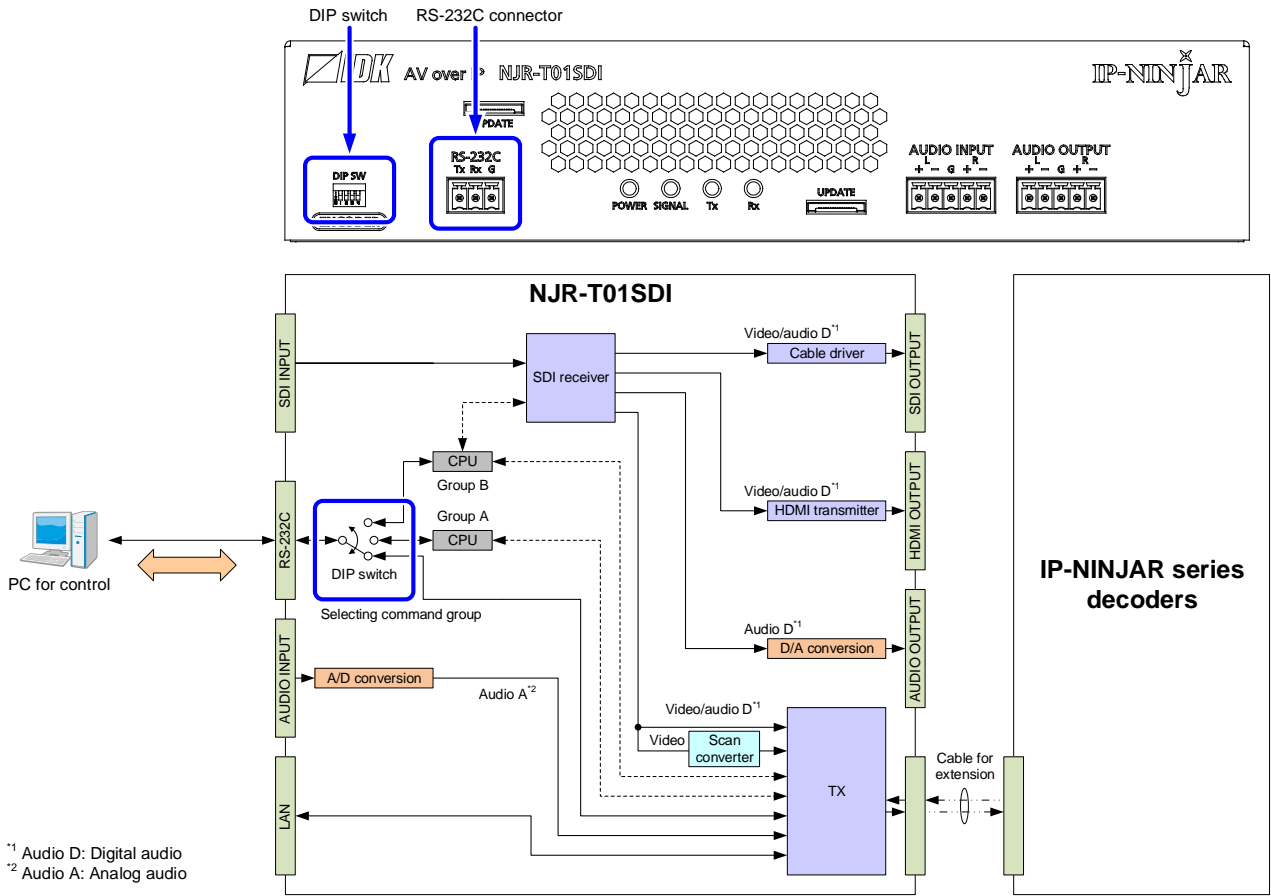 DIP switch
RS-232C connector
IDK AV over IP NJR-T01SDI
IP-NINJAR
PDATE
DIP SW
RS-232C
Tx Rx G
POWER SIGNAL Tx Rx
UPDATE
AUDIO INPUT
L R
+ − G + −
AUDIO OUTPUT
L R
+ − G + −
NJR-T01SDI
SDI INPUT
SDI receiver
Video/audio D*1
Cable driver
SDI OUTPUT
CPU
Group B
Group A
CPU
Video/audio D*1
HDMI transmitter
HDMI OUTPUT
PC for control
RS-232C
DIP switch
Selecting command group
IP-NINJAR series
decoders
AUDIO INPUT
A/D conversion
Audio A*2
Audio D*1
D/A conversion
AUDIO OUTPUT
Video/audio D*1
Video
Scan
converter
TX
Cable for
extension
LAN
*1 Audio D: Digital audio
*2 Audio A: Analog audio